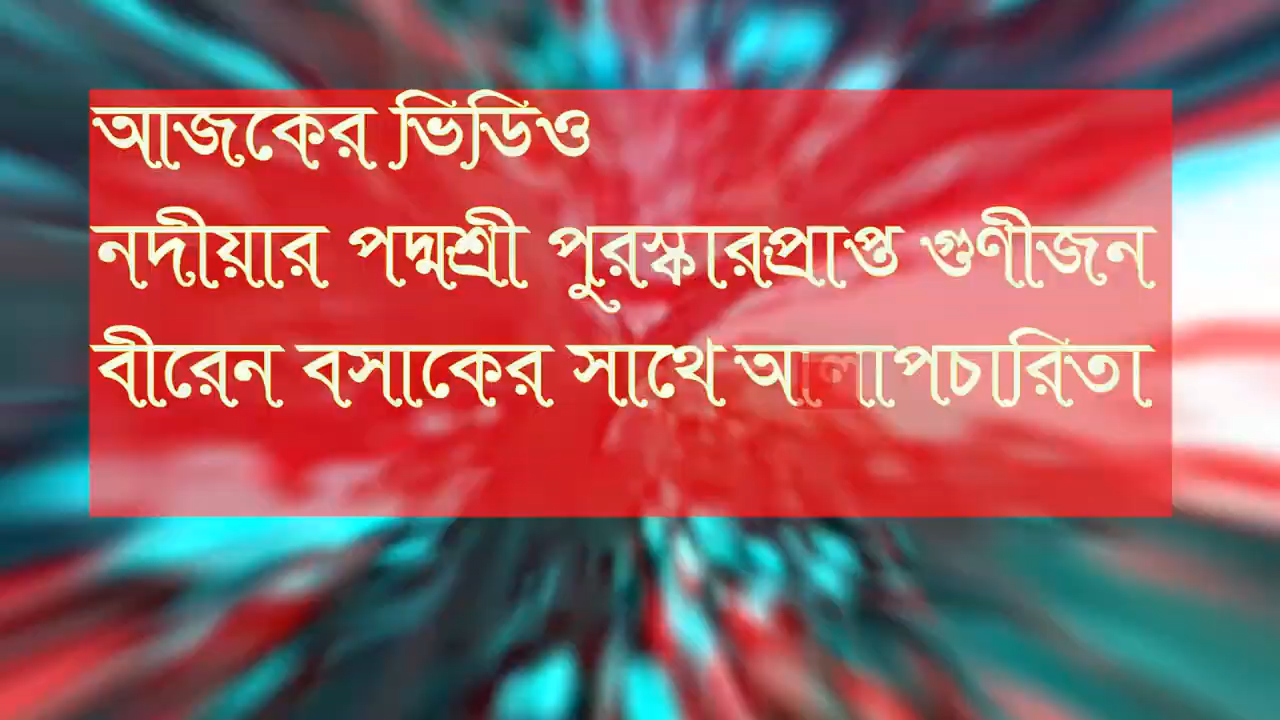 আজকের ভিডিও
নদীয়ার পদ্মশ্রী পুরস্কারপ্রাপ্ত গুণীজন
বীরেন বসাকের সাথে আলাপচারিতা